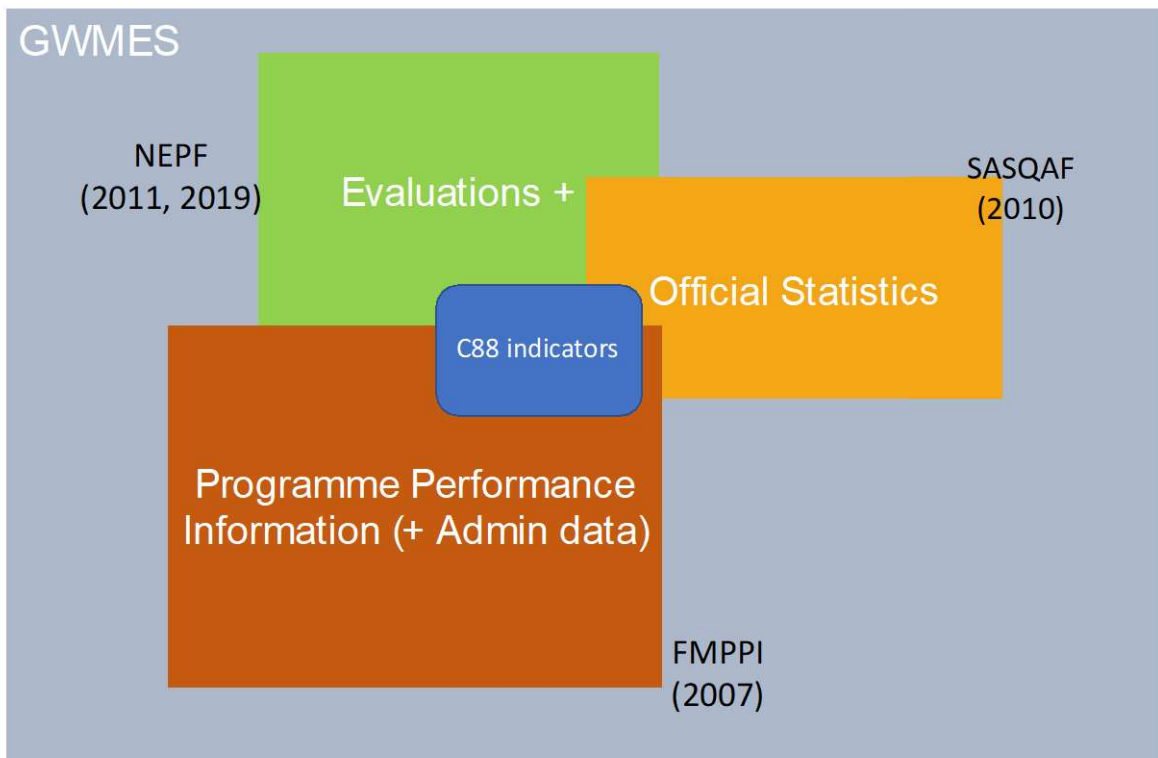 GWMES
NEPF
(2011, 2019)
Evaluations +
SASQAF
(2010)
Official Statistics
C88 indicators
Programme Performance
Information (+ Admin data)
FMPPI
(2007)